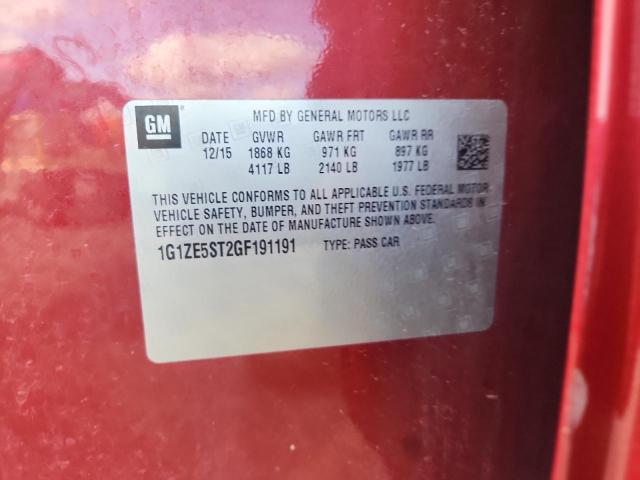 GM
MFD BY GENERAL MOTORS LLC
DATE GVWR GAWR FRT GAWR RR
12/15 1868 KG 971 KG 897 KG
4117 LB 2140 LB 1977 LB
THIS VEHICLE CONFORMS TO ALL APPLICABLE U.S. FEDERAL MOTOR
VEHICLE SAFETY, BUMPER, AND THEFT PREVENTION STANDARDS IN
EFFECT ON THE DATE OF MANUFACTURE SHOWN ABOVE.
1G1ZE5ST2GF191191 TYPE: PASS CAR